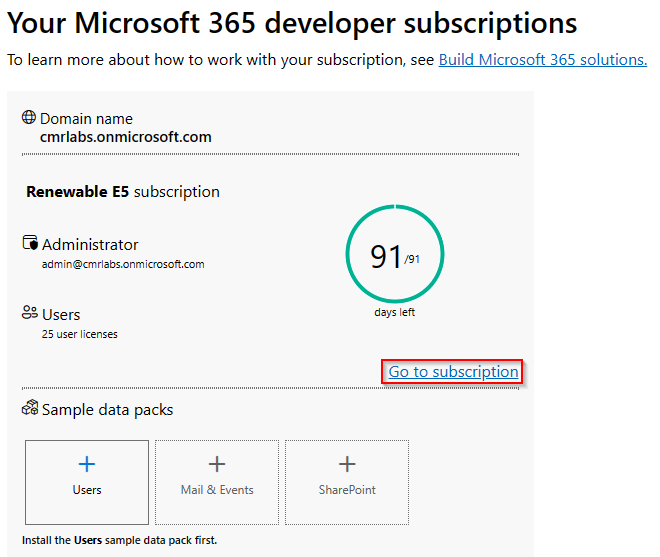 Your Microsoft 365 developer subscriptions
To learn more about how to work with your subscription, see Build Microsoft 365 solutions.
Domain name
cmrlabs.onmicrosoft.com
Renewable E5 subscription
Administrator
admin@cmrlabs.onmicrosoft.com
91/91
days left
Users
25 user licenses
Go to subscription
Sample data packs
Users
Mail & Events
SharePoint
Install the Users sample data pack first.